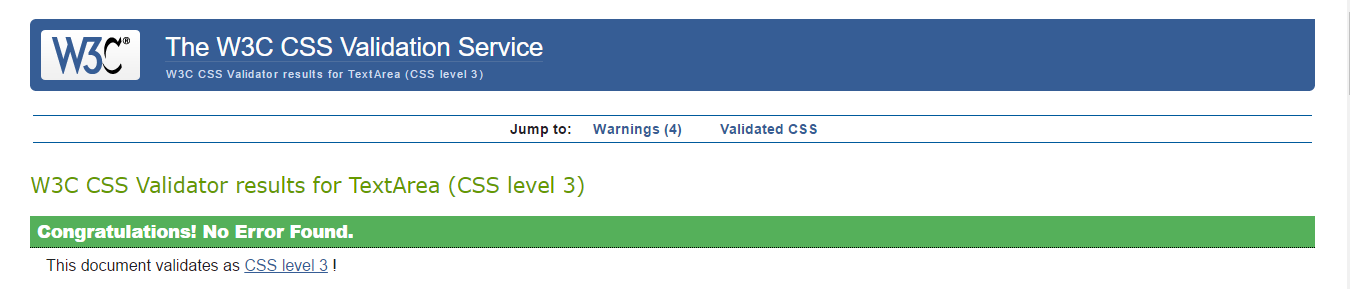 W3C®
The W3C CSS Validation Service
W3C CSS Validator results for TextArea (CSS level 3)
Jump to: Warnings (4) Validated CSS
W3C CSS Validator results for TextArea (CSS level 3)
Congratulations! No Error Found.
This document validates as CSS level 3 !